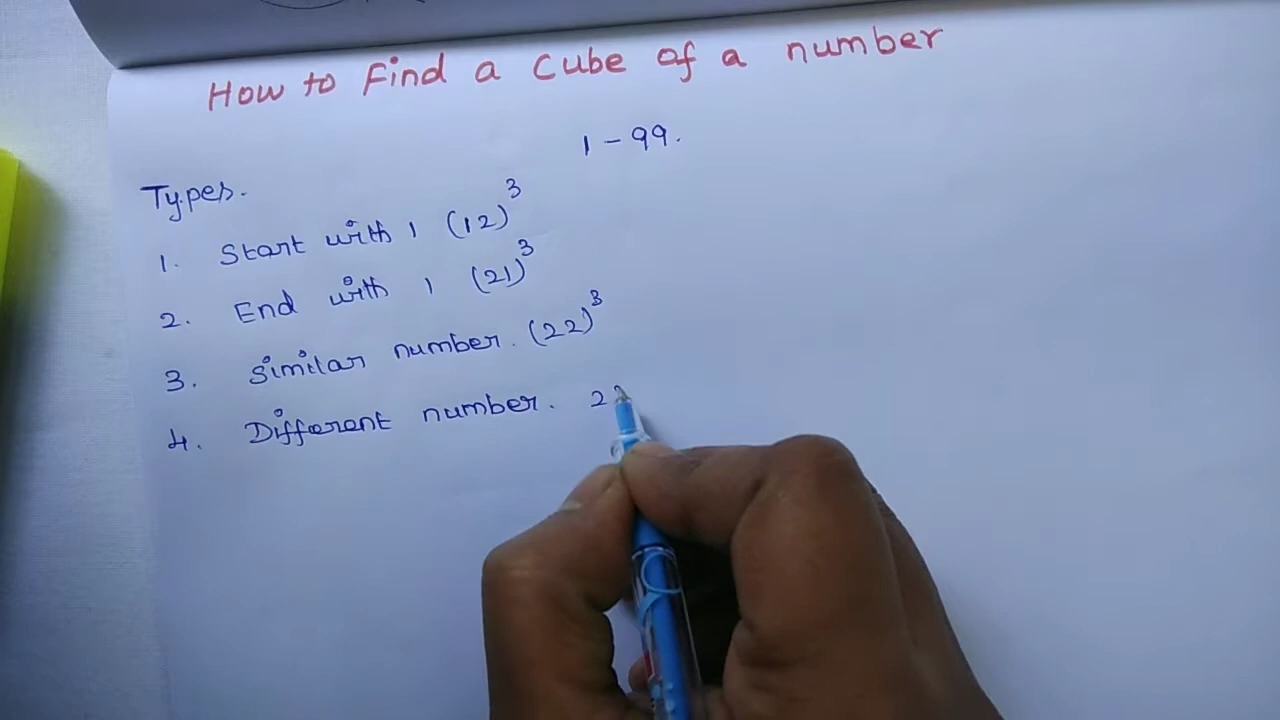 How to Find a Cube of a number
1 - 99.
Types.
1. Start with 1 (12)³
2. End with 1 (21)³
3. Similar number. (22)³
4. Different number. 2